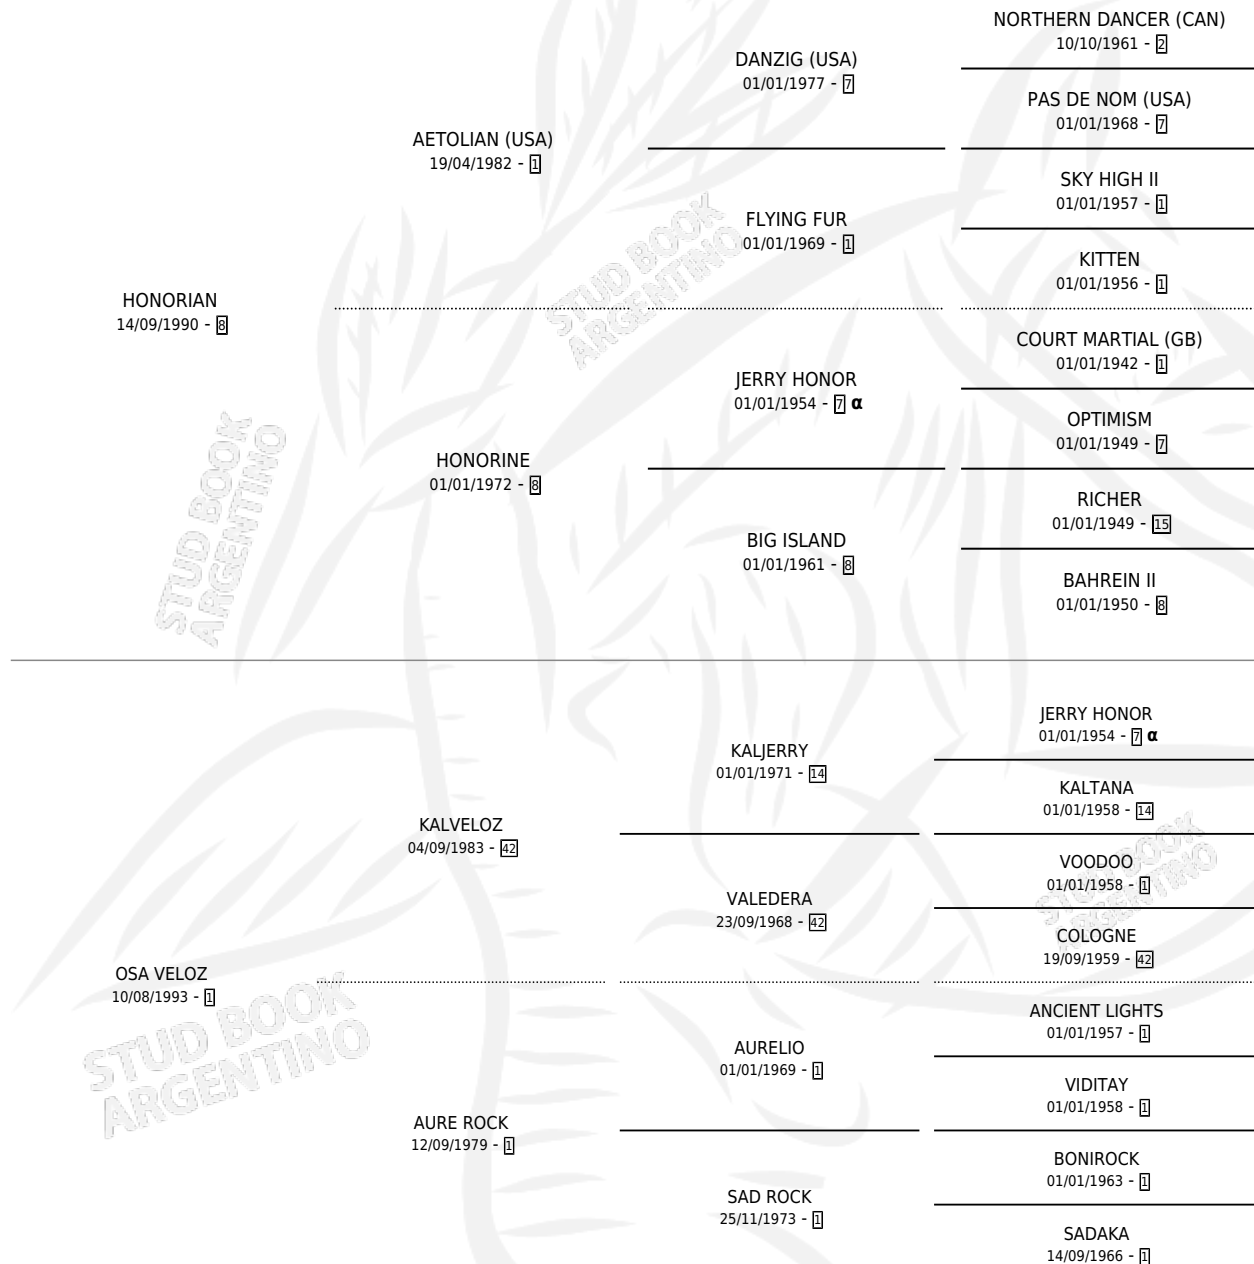 NORTHERN DANCER (CAN)
10/10/1961 - 2
DANZIG (USA)
01/01/1977 - 7
PAS DE NOM (USA)
01/01/1968 - 7
AETOLIAN (USA)
19/04/1982 - 1
SKY HIGH II
01/01/1957 - 1
FLYING FUR
01/01/1969 - 1
KITTEN
01/01/1956 - 1
HONORIAN
14/09/1990 - 8
COURT MARTIAL (GB)
01/01/1942 - 1
JERRY HONOR
01/01/1954 - 7 α
OPTIMISM
01/01/1949 - 7
HONORINE
01/01/1972 - 8
RICHER
01/01/1949 - 15
BIG ISLAND
01/01/1961 - 8
BAHREIN II
01/01/1950 - 8
JERRY HONOR
01/01/1954 - 7 α
KALJERRY
01/01/1971 - 14
KALTANA
01/01/1958 - 14
KALVELOZ
04/09/1983 - 42
VOODOO
01/01/1958 - 1
VALEDERA
23/09/1968 - 42
COLOGNE
19/09/1959 - 42
OSA VELOZ
10/08/1993 - 1
ANCIENT LIGHTS
01/01/1957 - 1
AURELIO
01/01/1969 - 1
VIDITAY
01/01/1958 - 1
AURE ROCK
12/09/1979 - 1
BONIROCK
01/01/1963 - 1
SAD ROCK
25/11/1973 - 1
SADAKA
14/09/1966 - 1
STUD BOOK
ARGENTINO
STUD BOOK
ARGENTINO
STUD BOOK
ARGENTINO
STUD BOOK
ARGENTINO